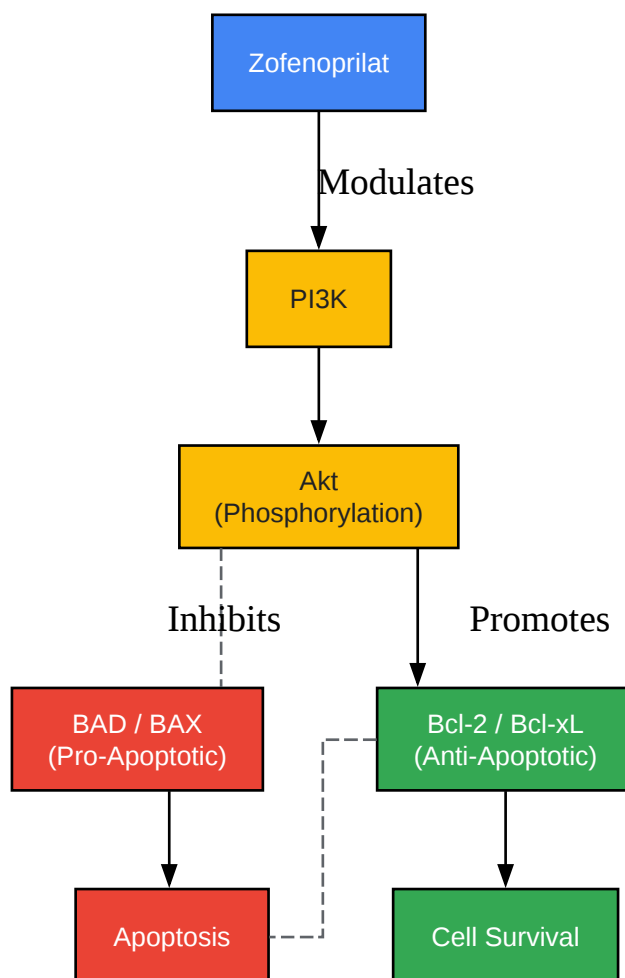 Zofenoprilat
Modulates
PI3K
Akt
(Phosphorylation)
Inhibits
Promotes
BAD / BAX
(Pro-Apoptotic)
Bcl-2 / Bcl-xL
(Anti-Apoptotic)
Apoptosis
Cell Survival